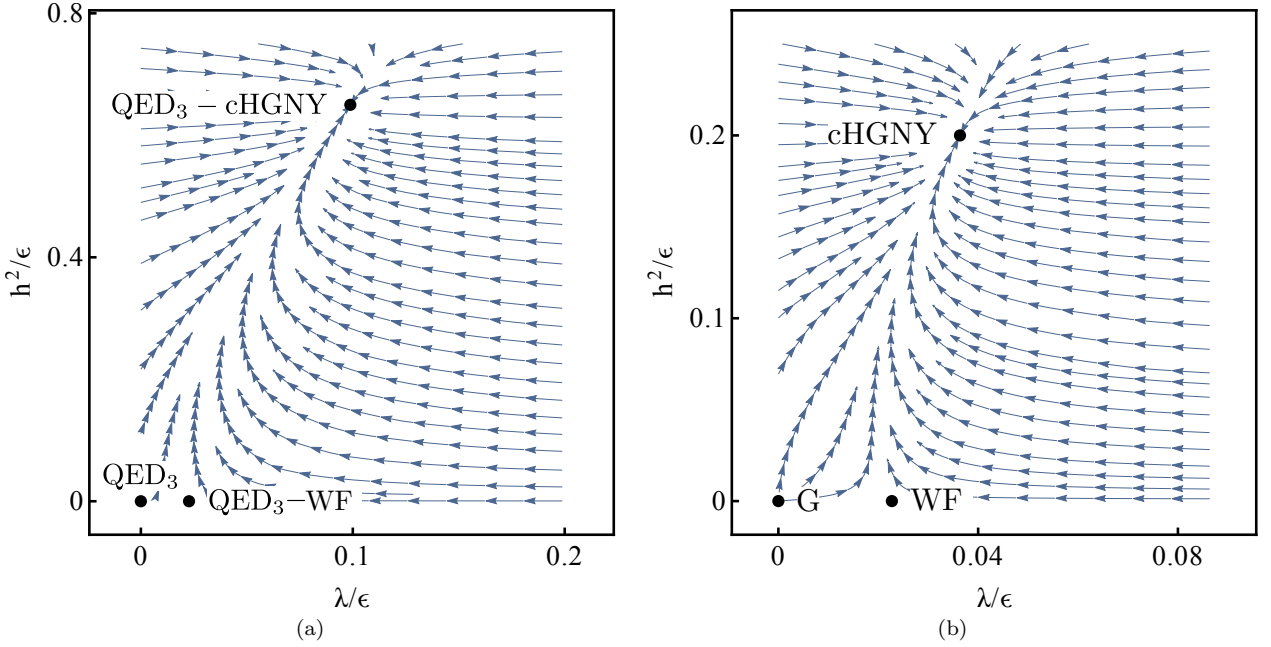 0.8
QED₃ − cHGNY
0.4
h²/ϵ
QED₃
0
QED₃−WF
0
0.1
0.2
λ/ϵ
(a)
0.2
cHGNY
h²/ϵ
0.1
0
G
WF
0
0.04
0.08
λ/ϵ
(b)